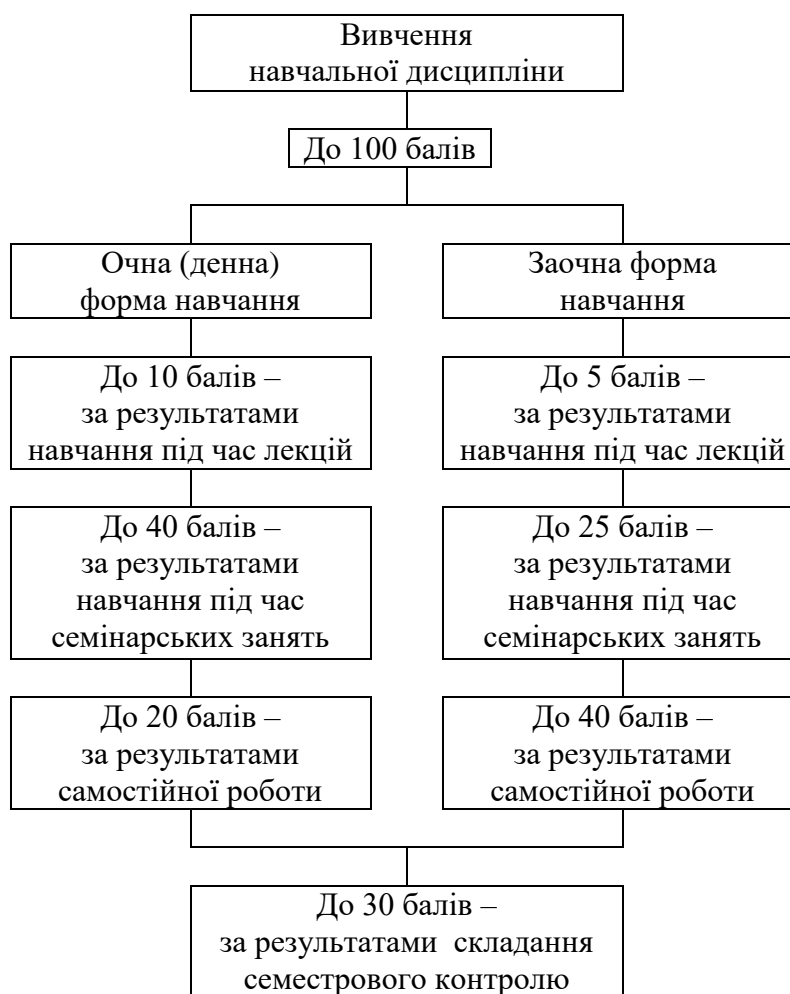 Вивчення
навчальної дисципліни
До 100 балів
Очна (денна)
форма навчання
Заочна форма
навчання
До 10 балів –
за результатами
навчання під час лекцій
До 5 балів –
за результатами
навчання під час лекцій
До 40 балів –
за результатами
навчання під час
семінарських занять
До 25 балів –
за результатами
навчання під час
семінарських занять
До 20 балів –
за результатами
самостійної роботи
До 40 балів –
за результатами
самостійної роботи
До 30 балів –
за результатами складання
семестрового контролю